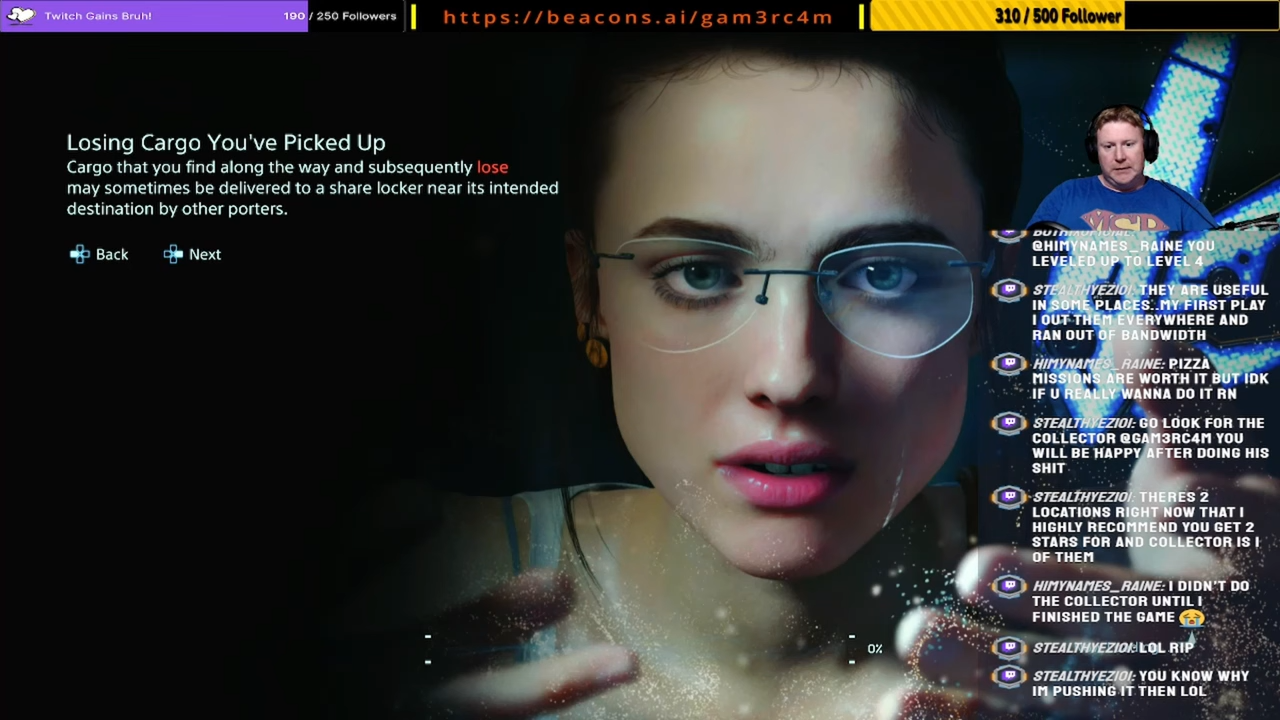 Twitch Gains Bruh!
190 / 250 Followers
https://beacons.ai/gam3rc4m
310 / 500 Follower
Losing Cargo You've Picked Up
Cargo that you find along the way and subsequently lose
may sometimes be delivered to a share locker near its intended
destination by other porters.
Back Next
@HIMYNAMES_RAINE YOU
LEVELED UP TO LEVEL 4
STEALTHYEZIO1: THEY ARE USEFUL
IN SOME PLACES..MY FIRST PLAY
I OUT THEM EVERYWHERE AND
RAN OUT OF BANDWIDTH
HIMYNAMES_RAINE: PIZZA
MISSIONS ARE WORTH IT BUT IDK
IF U REALLY WANNA DO IT RN
STEALTHYEZIO1: GO LOOK FOR THE
COLLECTOR @GAM3RC4M YOU
WILL BE HAPPY AFTER DOING HIS
SHIT
STEALTHYEZIO1: THERES 2
LOCATIONS RIGHT NOW THAT I
HIGHLY RECOMMEND YOU GET 2
STARS FOR AND COLLECTOR IS 1
OF THEM
HIMYNAMES_RAINE: I DIDN'T DO
THE COLLECTOR UNTIL I
FINISHED THE GAME 😭
STEALTHYEZIO1: LOL RIP
STEALTHYEZIO1: YOU KNOW WHY
IM PUSHING IT THEN LOL
0%